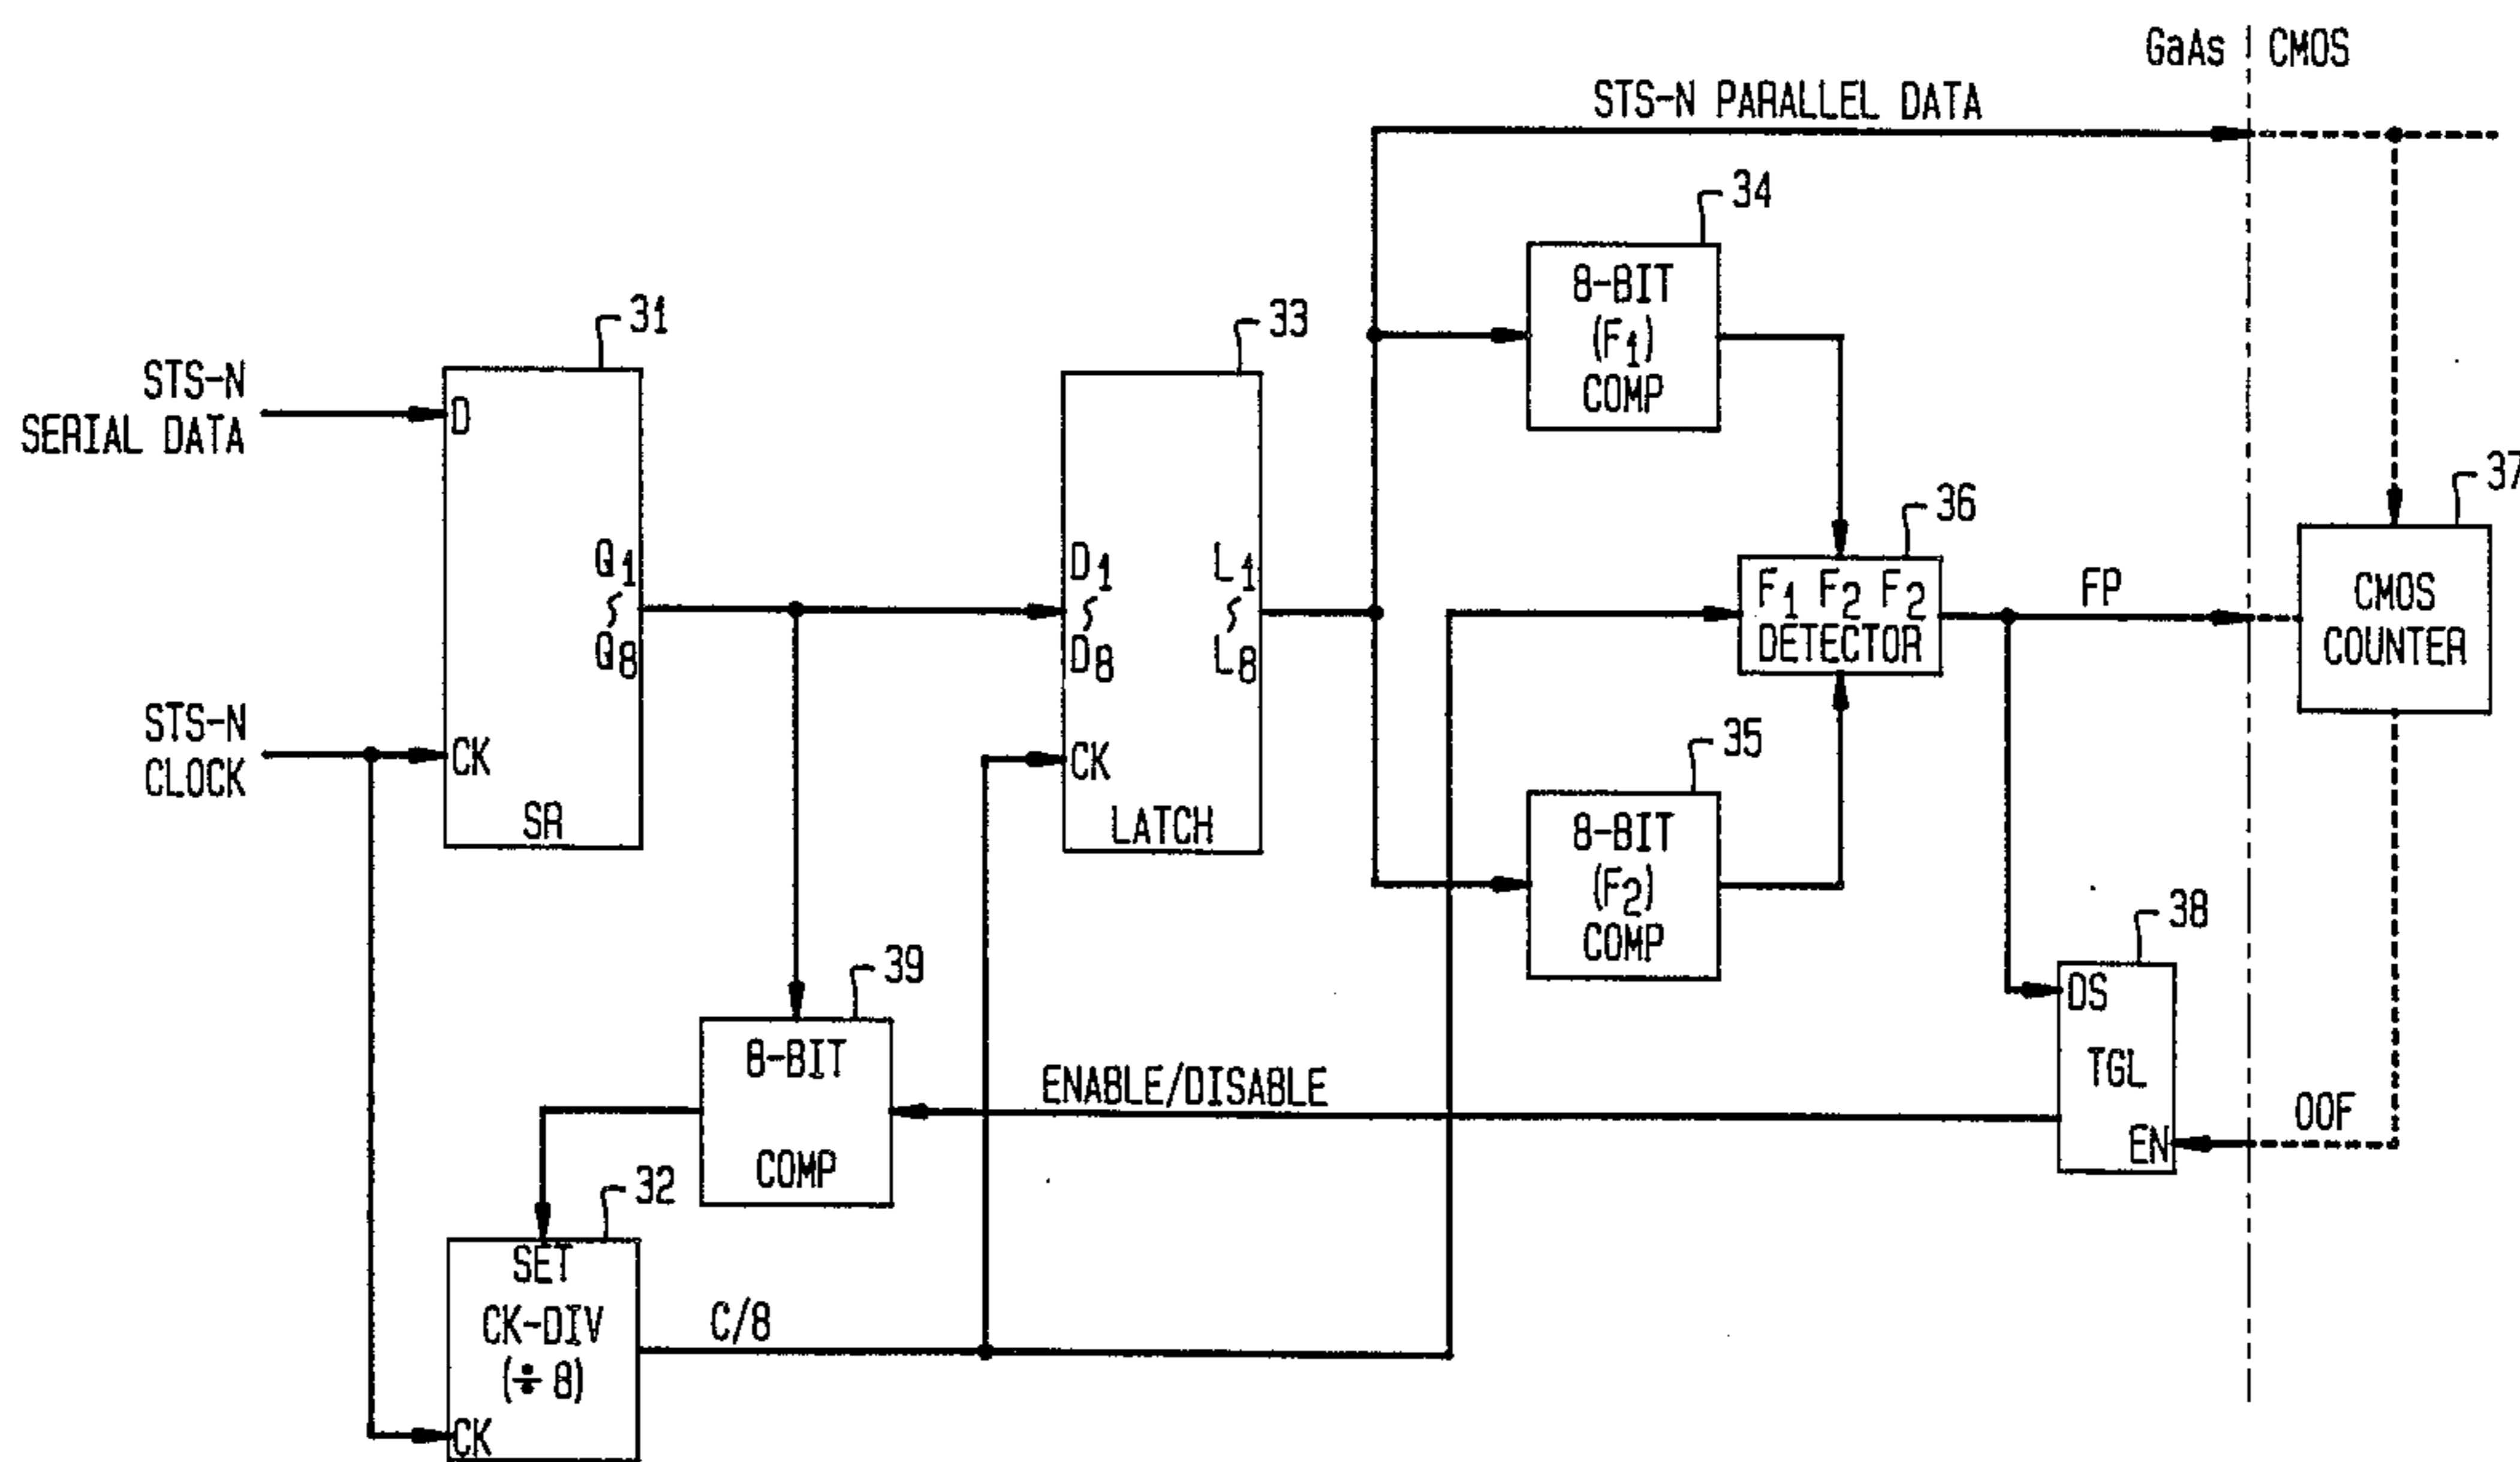 GaAs
CMOS
STS-N PARALLEL DATA
34
8-BIT
(F1)
COMP
31
33
STS-N
SERIAL DATA
D
Q1
Q8
CK
SR
STS-N
CLOCK
D1
D8
L1
L8
CK
LATCH
36
F1 F2 F2
DETECTOR
FP
37
CMOS
COUNTER
35
8-BIT
(F2)
COMP
38
DS
TGL
EN
OOF
39
8-BIT
COMP
ENABLE/DISABLE
32
SET
CK-DIV
(÷ 8)
CK
C/8